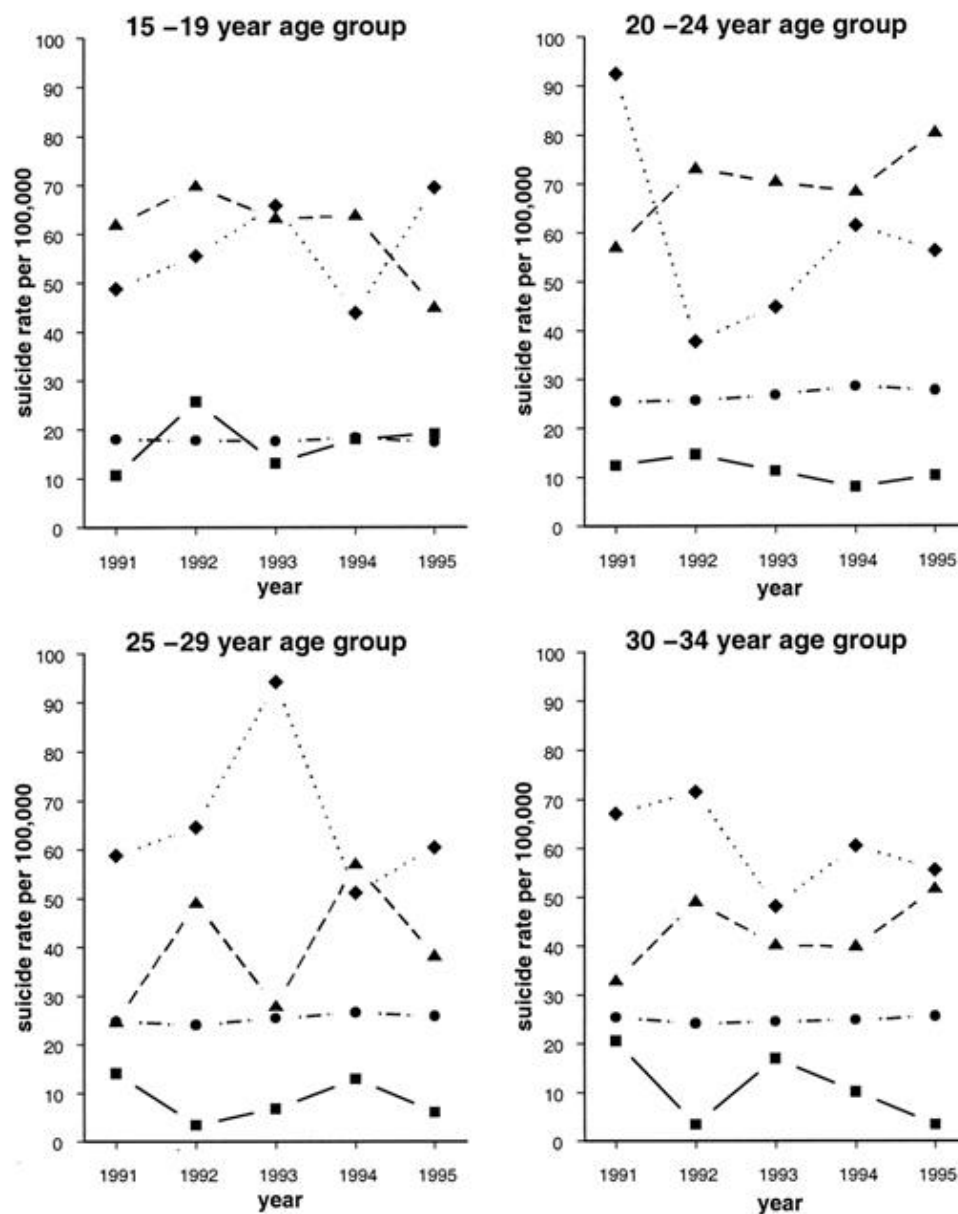 15 –19 year age group
suicide rate per 100,000
100
90
80
70
60
50
40
30
20
10
0
1991 1992 1993 1994 1995
year
20 –24 year age group
suicide rate per 100,000
100
90
80
70
60
50
40
30
20
10
0
1991 1992 1993 1994 1995
year
25 –29 year age group
suicide rate per 100,000
100
90
80
70
60
50
40
30
20
10
0
1991 1992 1993 1994 1995
year
30 –34 year age group
suicide rate per 100,000
100
90
80
70
60
50
40
30
20
10
0
1991 1992 1993 1994 1995
year